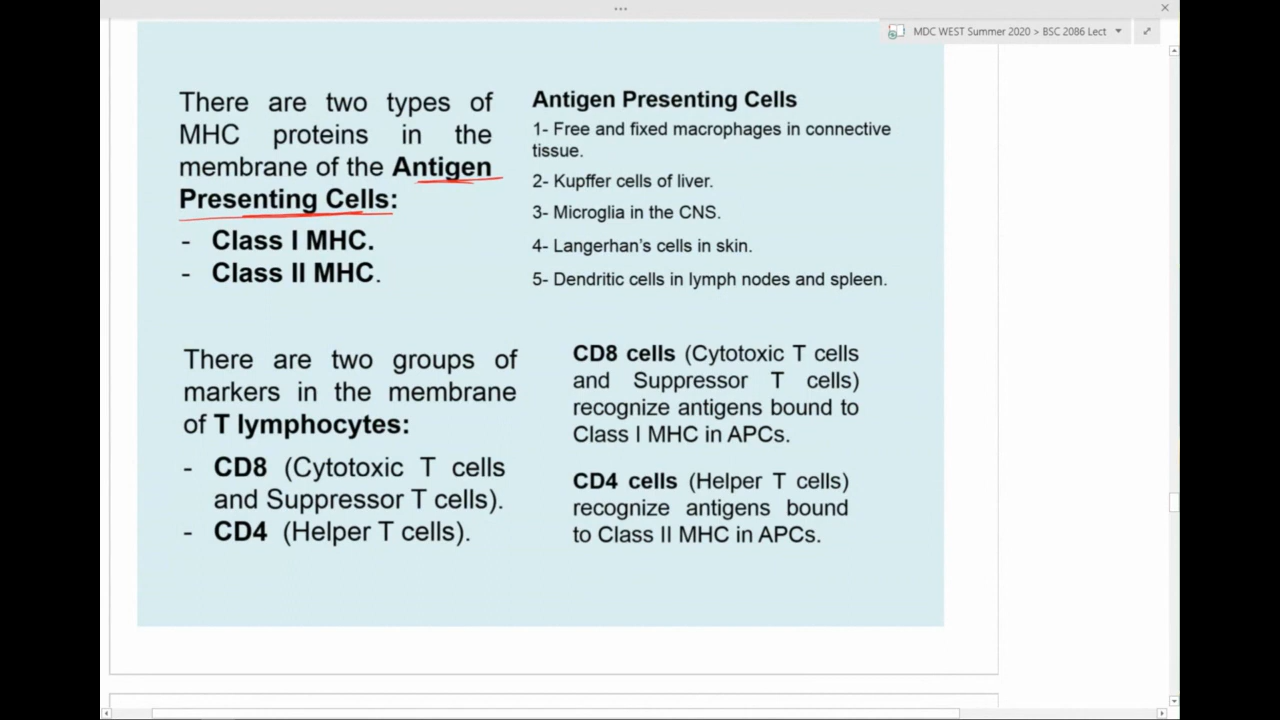 MDC WEST Summer 2020 > BSC 2086 Lect
There are two types of
MHC proteins in the
membrane of the Antigen
Presenting Cells:
- Class I MHC.
- Class II MHC.
Antigen Presenting Cells
1- Free and fixed macrophages in connective
tissue.
2- Kupffer cells of liver.
3- Microglia in the CNS.
4- Langerhan’s cells in skin.
5- Dendritic cells in lymph nodes and spleen.
There are two groups of
markers in the membrane
of T lymphocytes:
- CD8 (Cytotoxic T cells
and Suppressor T cells).
- CD4 (Helper T cells).
CD8 cells (Cytotoxic T cells
and Suppressor T cells)
recognize antigens bound to
Class I MHC in APCs.
CD4 cells (Helper T cells)
recognize antigens bound
to Class II MHC in APCs.